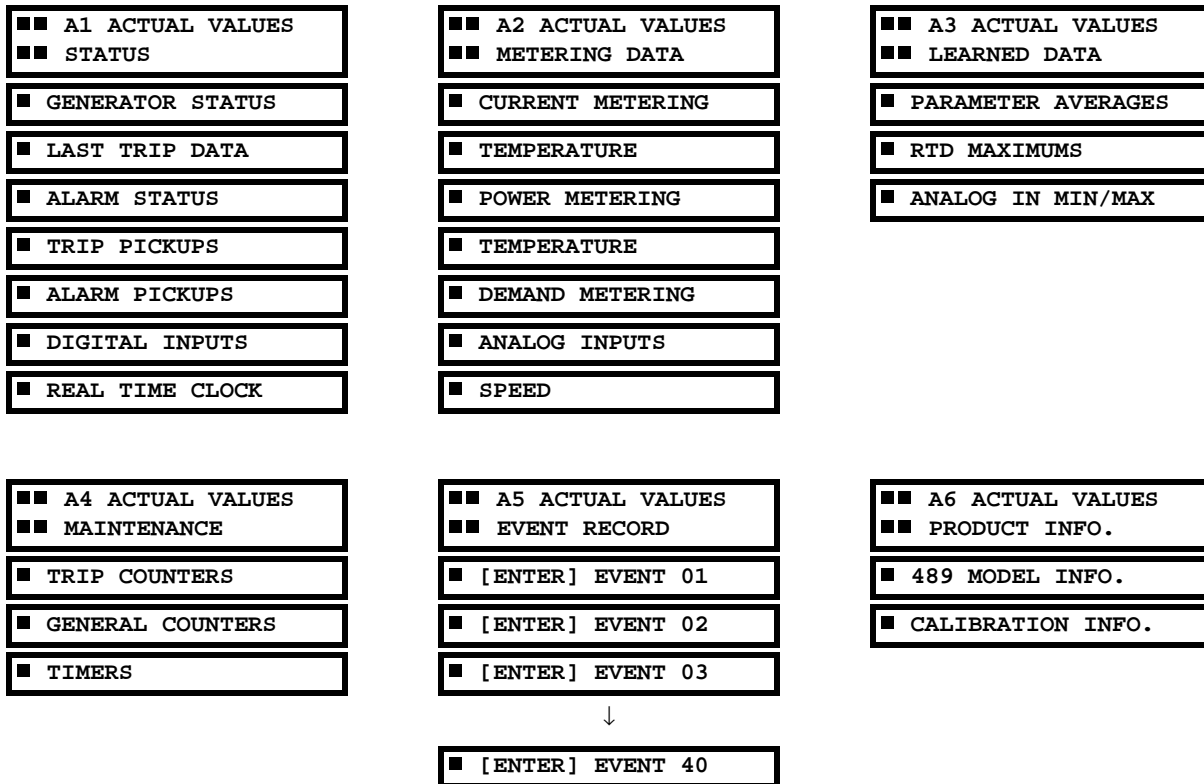 ■■ A1 ACTUAL VALUES
■■ STATUS
■ GENERATOR STATUS
■ LAST TRIP DATA
■ ALARM STATUS
■ TRIP PICKUPS
■ ALARM PICKUPS
■ DIGITAL INPUTS
■ REAL TIME CLOCK
■■ A2 ACTUAL VALUES
■■ METERING DATA
■ CURRENT METERING
■ TEMPERATURE
■ POWER METERING
■ TEMPERATURE
■ DEMAND METERING
■ ANALOG INPUTS
■ SPEED
■■ A3 ACTUAL VALUES
■■ LEARNED DATA
■ PARAMETER AVERAGES
■ RTD MAXIMUMS
■ ANALOG IN MIN/MAX
■■ A4 ACTUAL VALUES
■■ MAINTENANCE
■ TRIP COUNTERS
■ GENERAL COUNTERS
■ TIMERS
■■ A5 ACTUAL VALUES
■■ EVENT RECORD
■ [ENTER] EVENT 01
■ [ENTER] EVENT 02
■ [ENTER] EVENT 03
↓
■ [ENTER] EVENT 40
■■ A6 ACTUAL VALUES
■■ PRODUCT INFO.
■ 489 MODEL INFO.
■ CALIBRATION INFO.